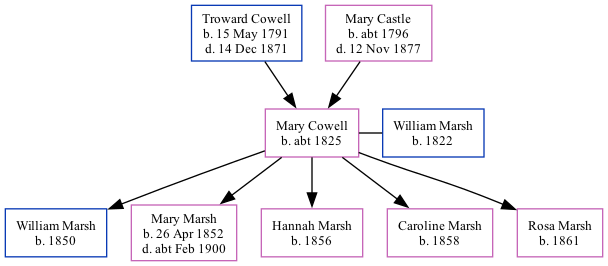 Troward Cowell
b. 15 May 1791
d. 14 Dec 1871
Mary Castle
b. abt 1796
d. 12 Nov 1877
Mary Cowell
b. abt 1825
William Marsh
b. 1822
William Marsh
b. 1850
Mary Marsh
b. 26 Apr 1852
d. abt Feb 1900
Hannah Marsh
b. 1856
Caroline Marsh
b. 1858
Rosa Marsh
b. 1861